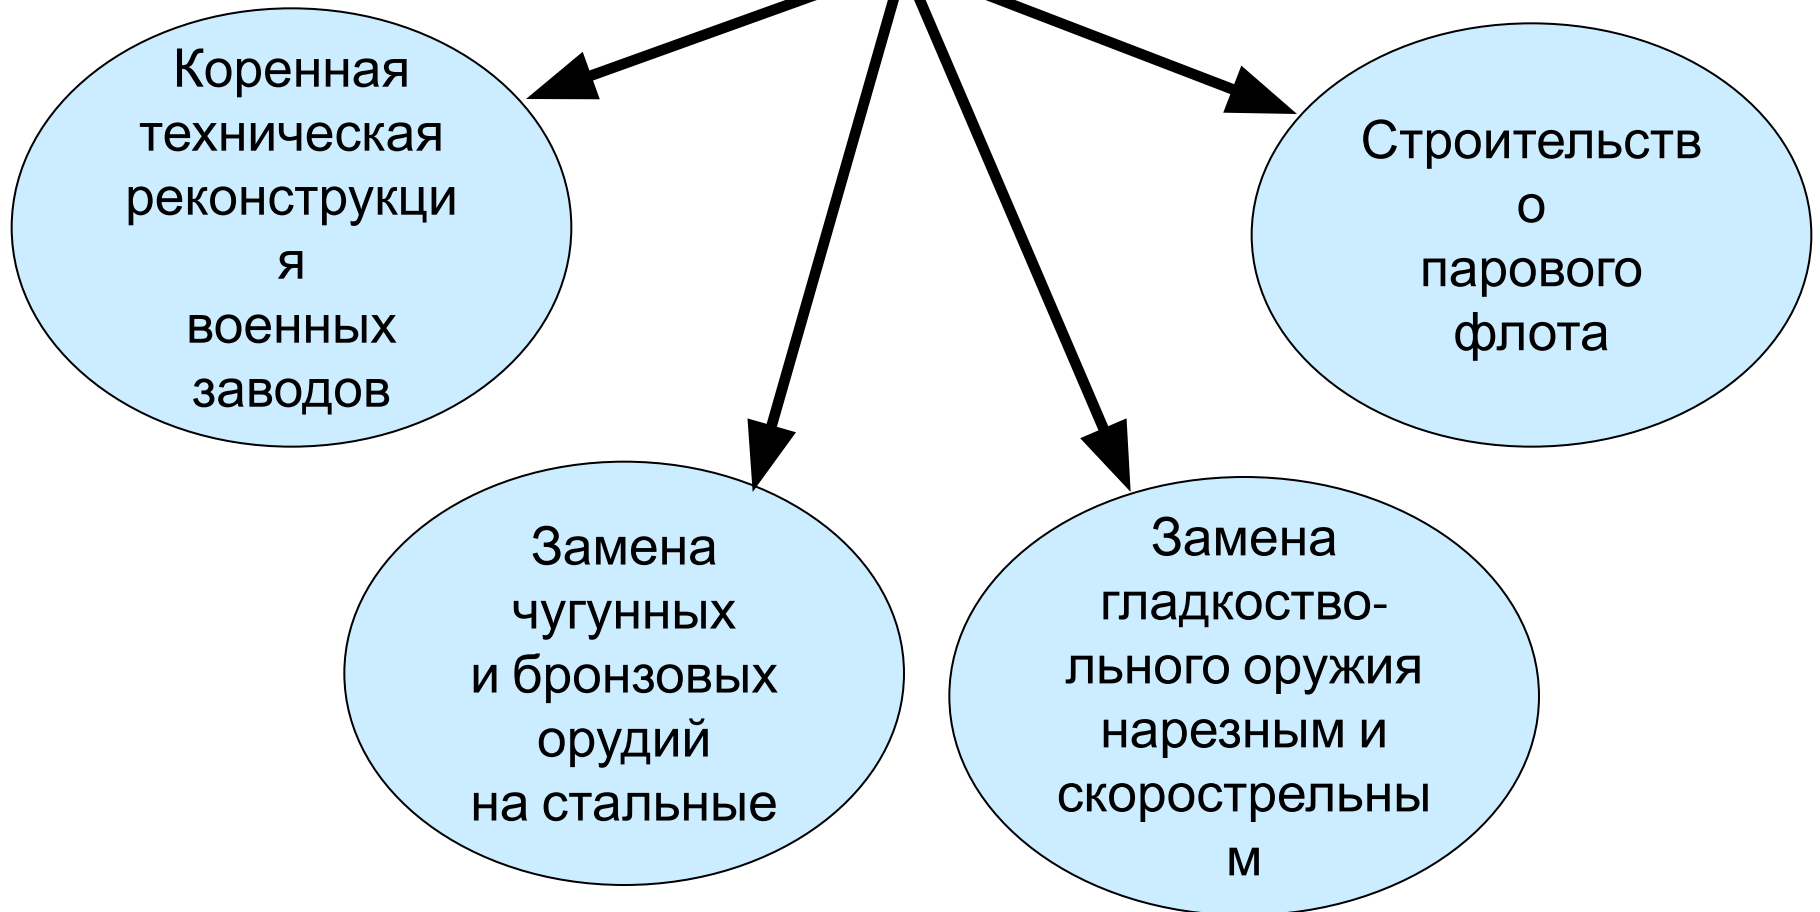 Коренная
техническая
реконструкци
я
военных
заводов
Строительств
о
парового
флота
Замена
чугунных
и бронзовых
орудий
на стальные
Замена
гладкоство-
льного оружия
нарезным и
скорострельны
м